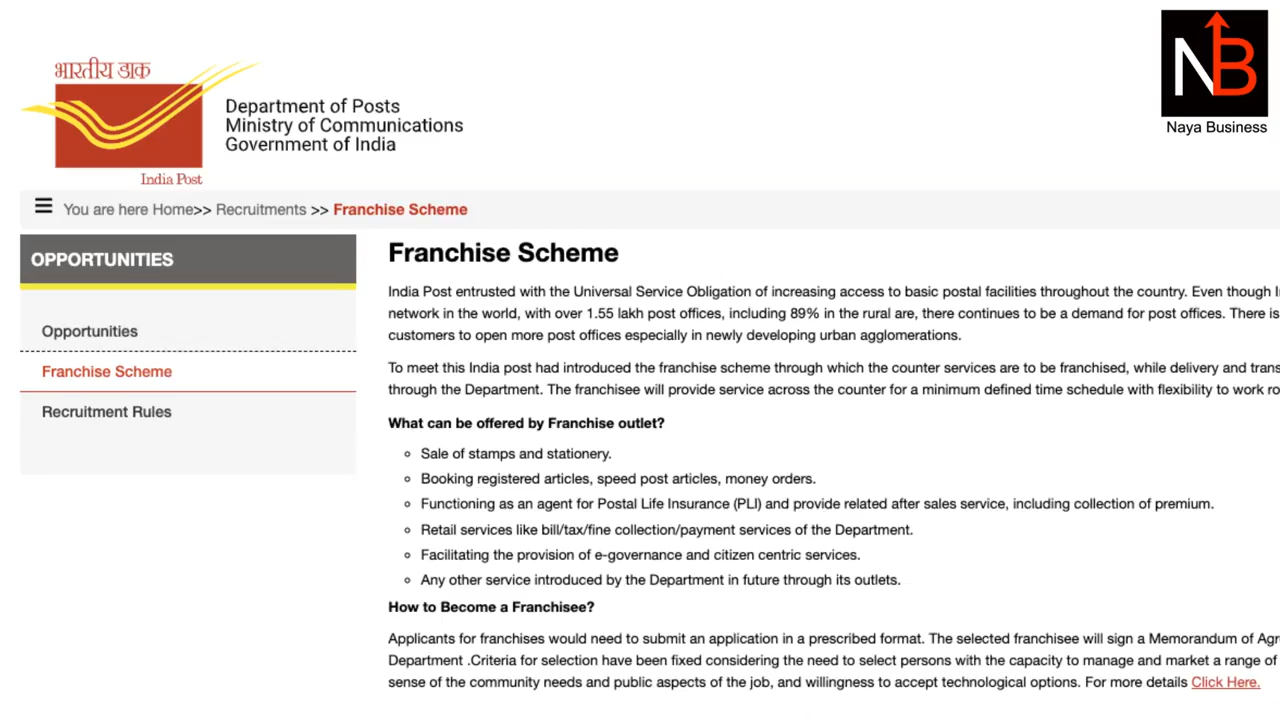 भारतीय डाक
India Post
Department of Posts
Ministry of Communications
Government of India
NB
Naya Business
☰ You are here Home>> Recruitments >> Franchise Scheme
OPPORTUNITIES
Opportunities
Franchise Scheme
Recruitment Rules
Franchise Scheme
India Post entrusted with the Universal Service Obligation of increasing access to basic postal facilities throughout the country. Even though
network in the world, with over 1.55 lakh post offices, including 89% in the rural are, there continues to be a demand for post offices. There is
customers to open more post offices especially in newly developing urban agglomerations.
To meet this India post had introduced the franchise scheme through which the counter services are to be franchised, while delivery and trans
through the Department. The franchisee will provide service across the counter for a minimum defined time schedule with flexibility to work ro
What can be offered by Franchise outlet?
Sale of stamps and stationery.
Booking registered articles, speed post articles, money orders.
Functioning as an agent for Postal Life Insurance (PLI) and provide related after sales service, including collection of premium.
Retail services like bill/tax/fine collection/payment services of the Department.
Facilitating the provision of e-governance and citizen centric services.
Any other service introduced by the Department in future through its outlets.
How to Become a Franchisee?
Applicants for franchises would need to submit an application in a prescribed format. The selected franchisee will sign a Memorandum of Agr
Department .Criteria for selection have been fixed considering the need to select persons with the capacity to manage and market a range of
sense of the community needs and public aspects of the job, and willingness to accept technological options. For more details Click Here.